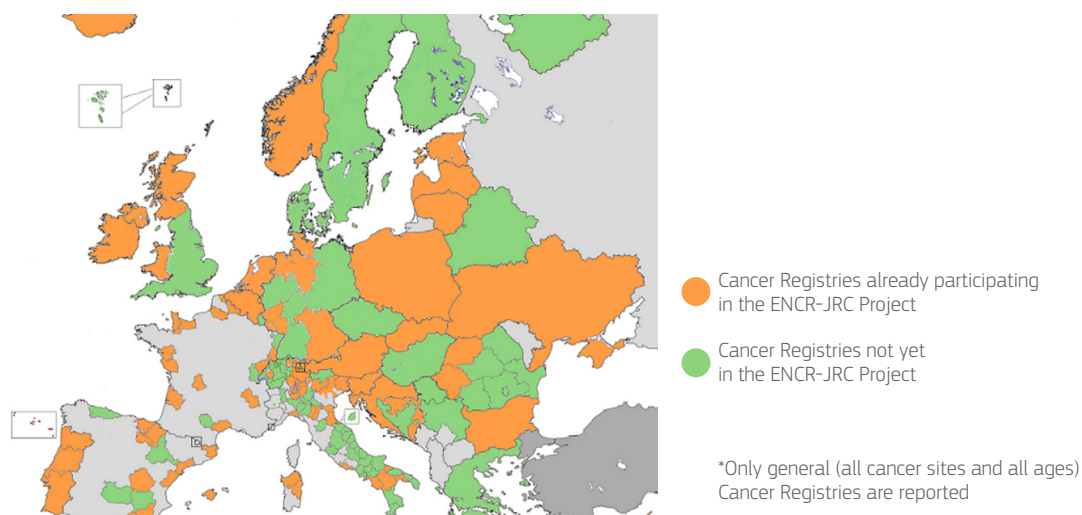 Cancer Registries already participating
in the ENCR-JRC Project
Cancer Registries not yet
in the ENCR-JRC Project
*Only general (all cancer sites and all ages)
Cancer Registries are reported